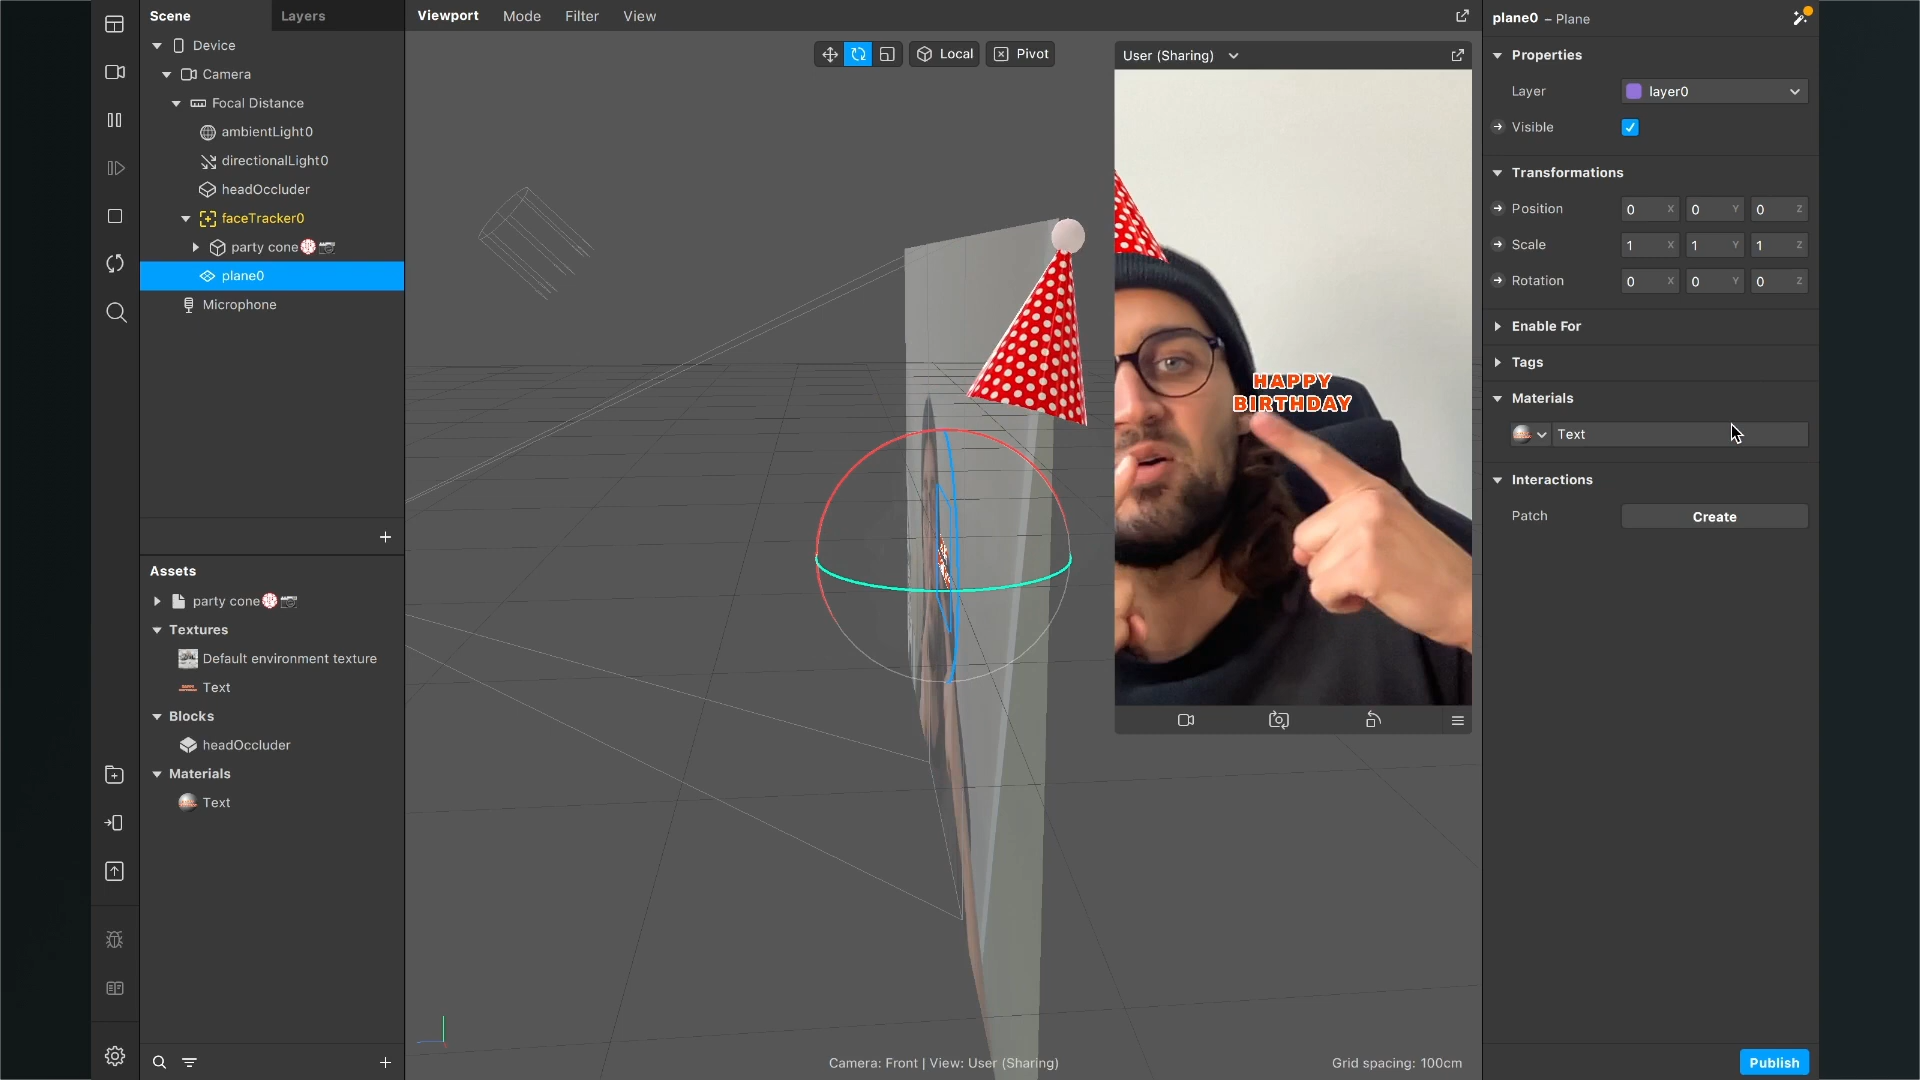 Scene
Layers
Device
Camera
Focal Distance
ambientLight0
directionalLight0
headOccluder
faceTracker0
party cone
plane0
Microphone
Assets
party cone
Textures
Default environment texture
Text
Blocks
headOccluder
Materials
Text
Viewport
Mode
Filter
View
Local
Pivot
User (Sharing)
HAPPY
BIRTHDAY
Camera: Front | View: User (Sharing)
Grid spacing: 100cm
plane0 – Plane
Properties
Layer
layer0
Visible
Transformations
Position 0 X 0 Y 0 Z
Scale 1 X 1 Y 1 Z
Rotation 0 X 0 Y 0 Z
Enable For
Tags
Materials
Text
Interactions
Patch
Create
Publish